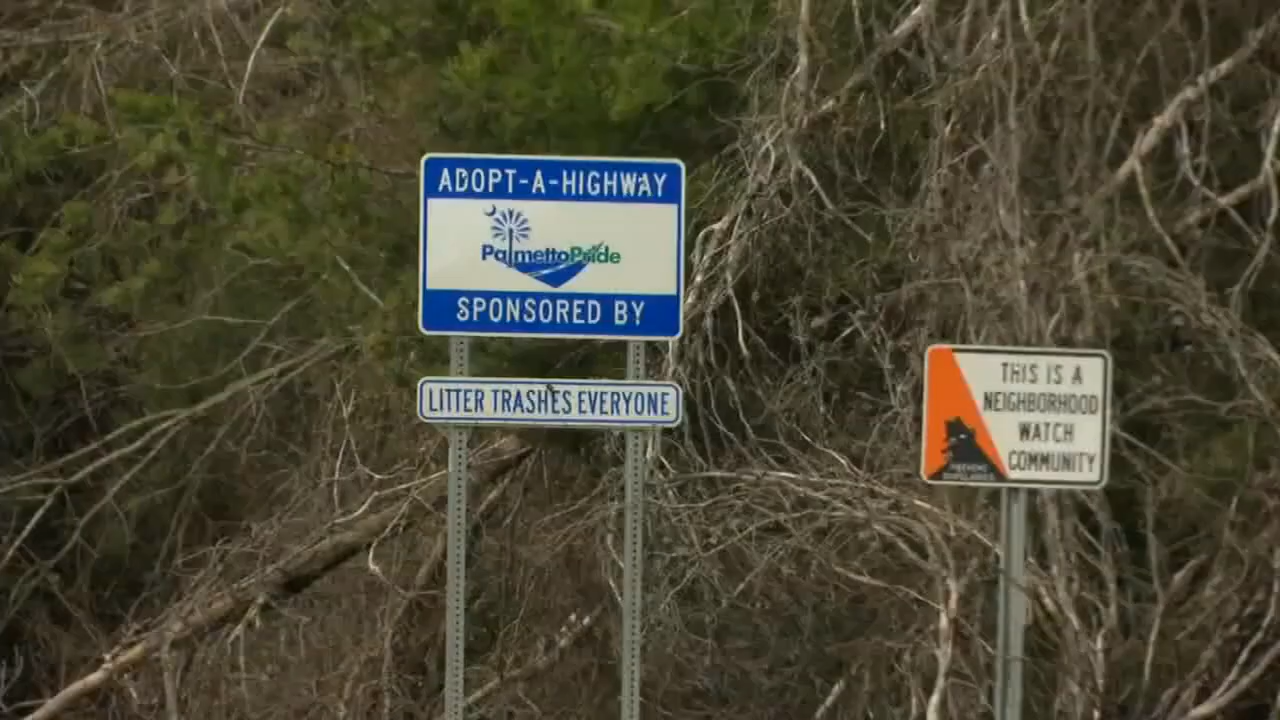 ADOPT-A-HIGHWAY
PalmettoPride
SPONSORED BY
LITTER TRASHES EVERYONE
THIS IS A
NEIGHBORHOOD
WATCH
COMMUNITY